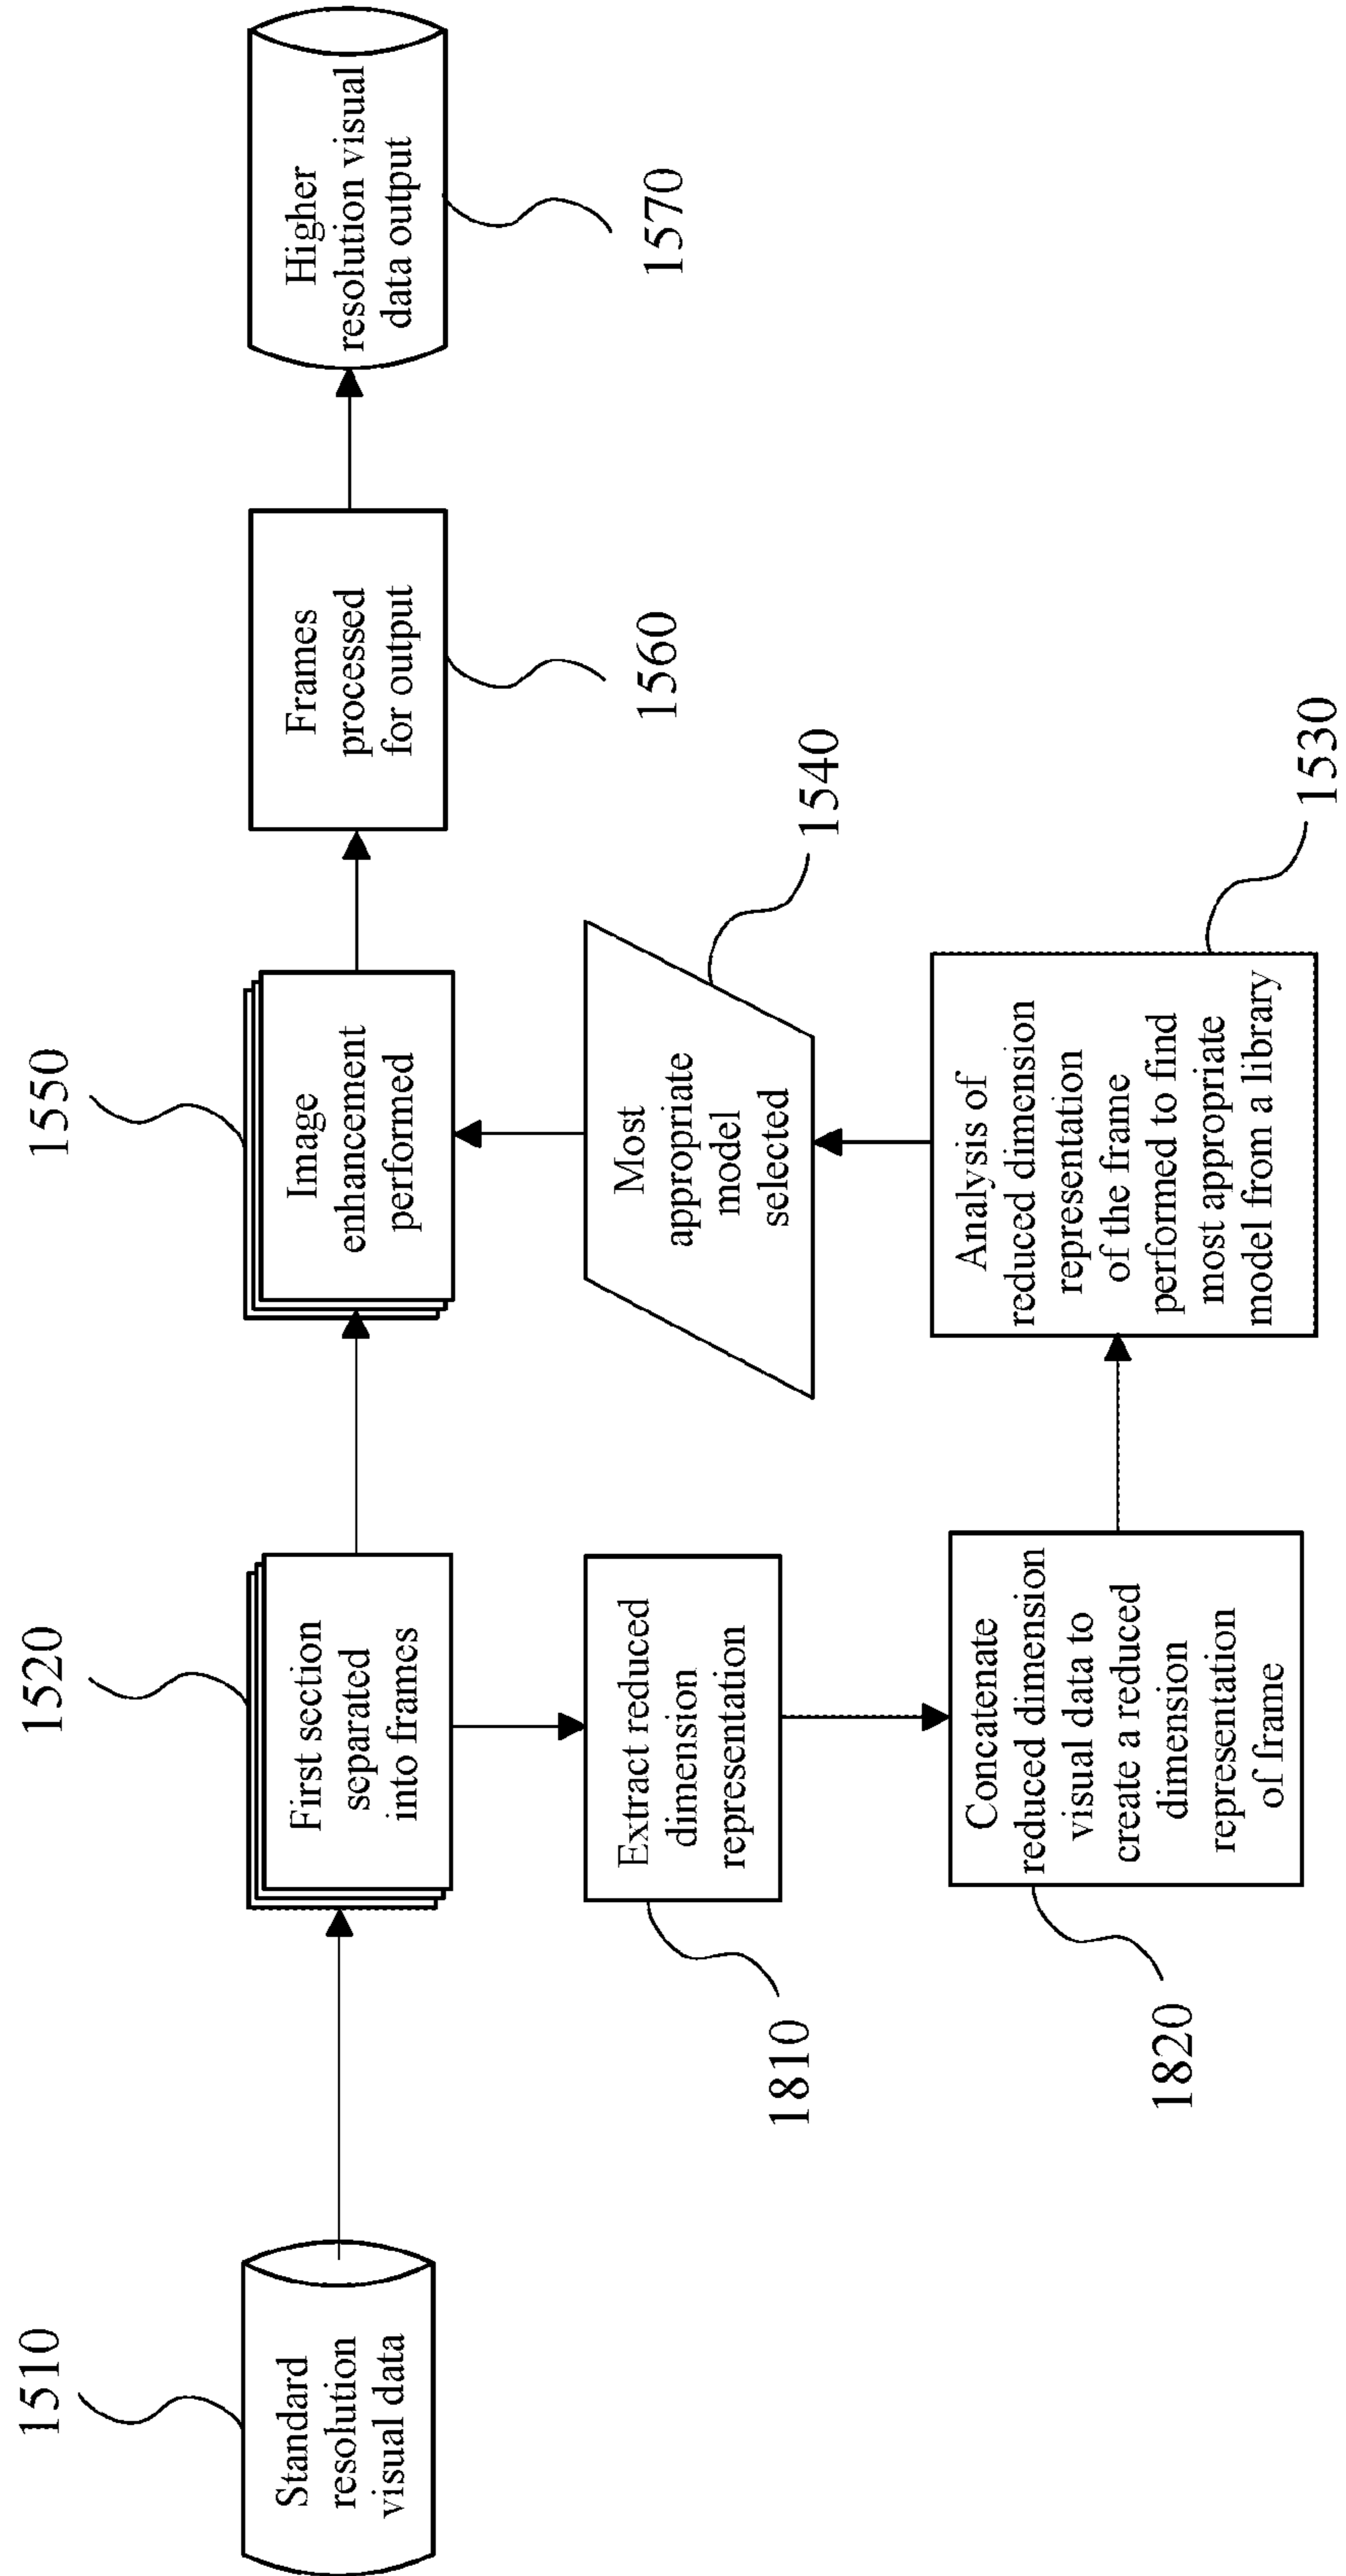 1510
Standard
resolution
visual data
1520
First section
separated
into frames
1550
Image
enhancement
performed
Frames
processed
for output
1560
Higher
resolution visual
data output
1570
Extract reduced
dimension
representation
1810
Most
appropriate
model
selected
1540
Concatenate
reduced dimension
visual data to
create a reduced
dimension
representation
of frame
1820
Analysis of
reduced dimension
representation
of the frame
performed to find
most appropriate
model from a library
1530